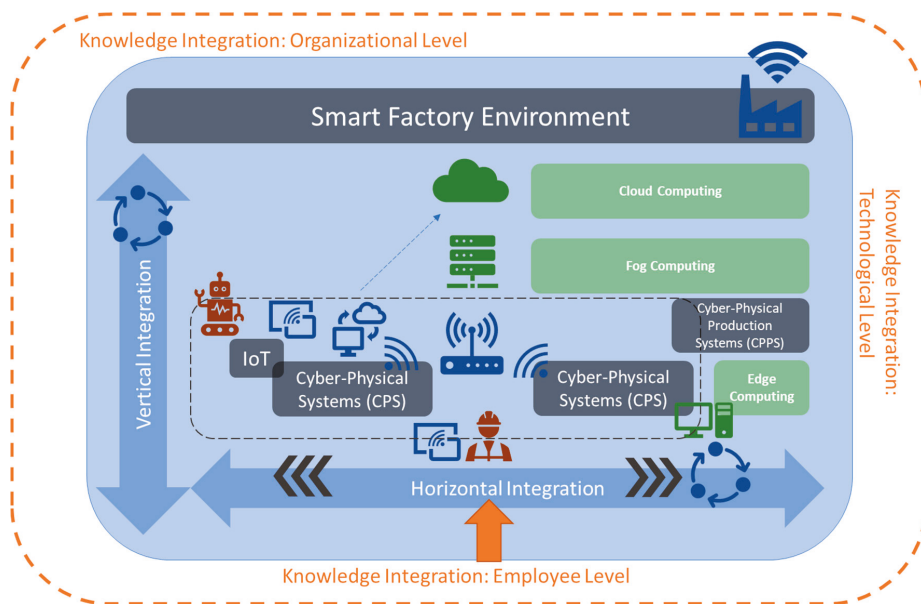 Knowledge Integration: Organizational Level
Smart Factory Environment
Cloud Computing
Fog Computing
Knowledge Integration:
Technological Level
Vertical Integration
Cyber-Physical
Production
Systems (CPPS)
IoT
Cyber-Physical
Systems (CPS)
Cyber-Physical
Systems (CPS)
Edge
Computing
Horizontal Integration
Knowledge Integration: Employee Level